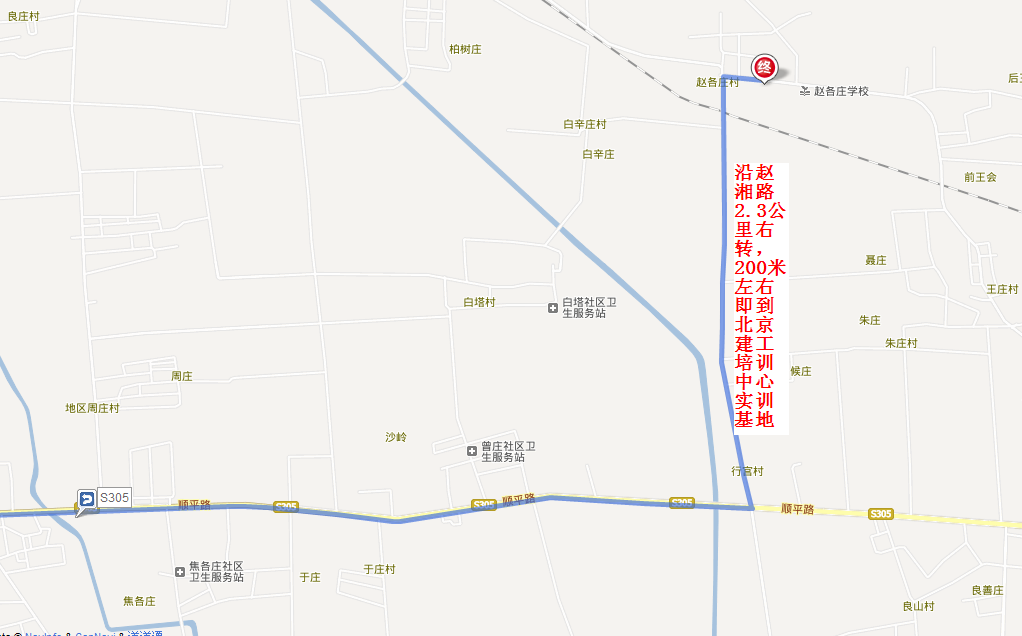 良庄村
柏树庄
终
赵各庄村
赵各庄学校
白辛庄村
白辛庄
前王会
沿赵
湘路
2.3公
里右
转，
200米
左右
即到
北京
建工
培训
中心
实训
基地
聂庄
王庄村
白塔村
白塔社区卫
生服务站
朱庄
朱庄村
候庄
周庄
地区周庄村
沙岭
曾庄社区卫
生服务站
行宫村
S305
顺平路
S305
S305
顺平路
S305
顺平路
S305
焦各庄社区
卫生服务站
于庄
于庄村
焦各庄
良善庄
良山村